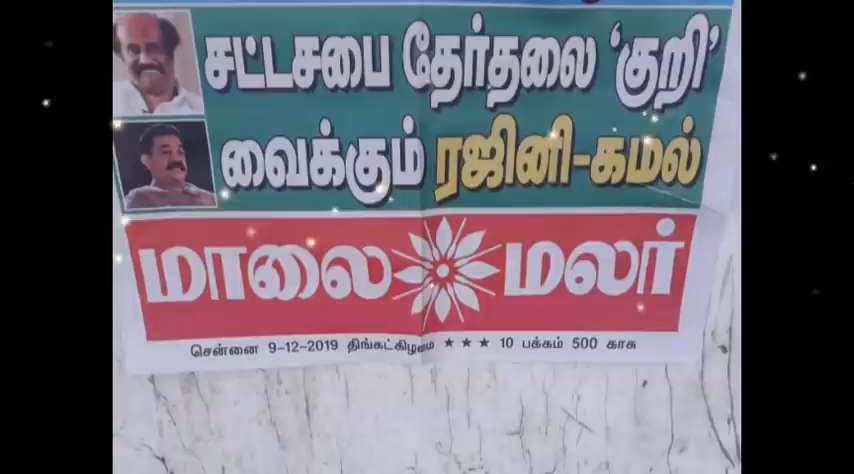 சட்டசபை தேர்தலை ‘குறி’
வைக்கும் ரஜினி-கமல்
மாலை மலர்
சென்னை 9-12-2019 திங்கட்கிழமை ★ ★ ★ 10 பக்கம் 500 காசு